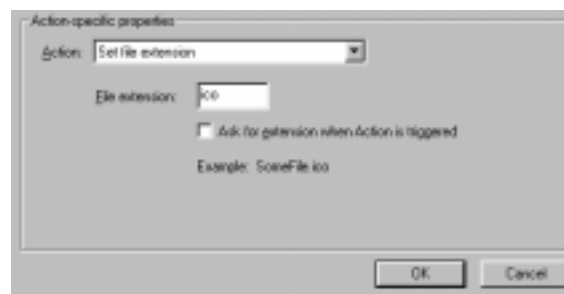 Action-specific properties
Action: Set file extension
File extension: ico
Ask for extension when Action is triggered
Example: SomeFile.ico
OK Cancel